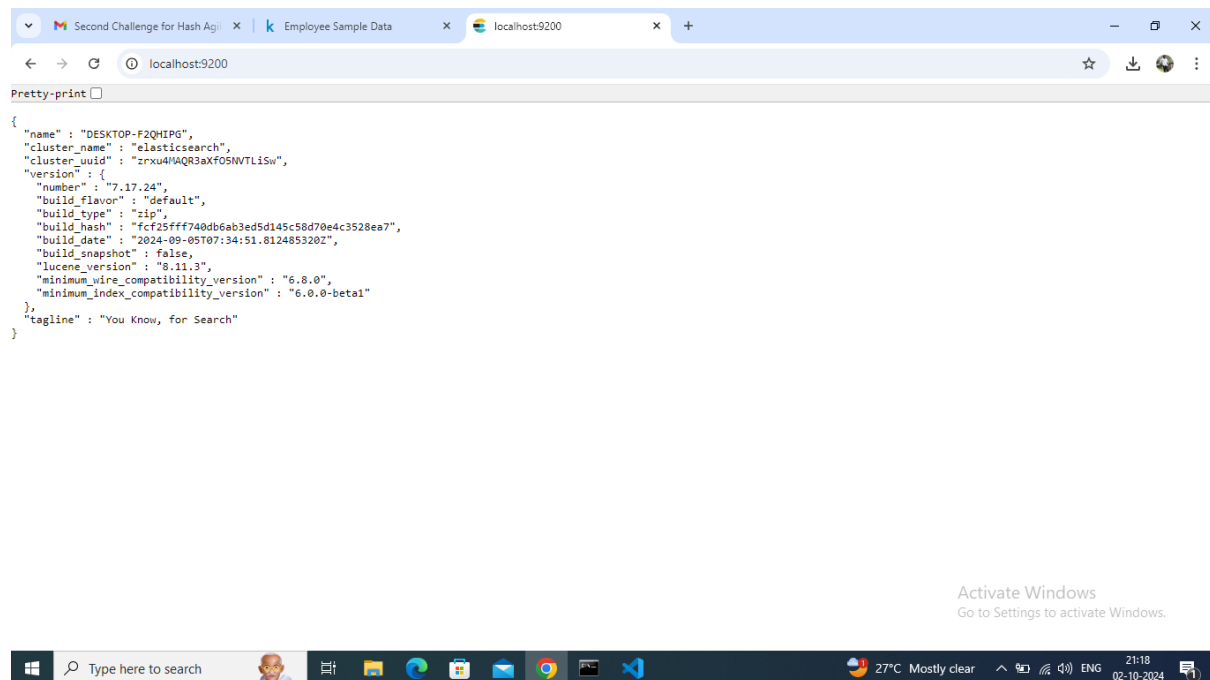 Second Challenge for Hash Agil
Employee Sample Data
localhost:9200
localhost:9200
Pretty-print
{
"name" : "DESKTOP-F2QHIPG",
"cluster_name" : "elasticsearch",
"cluster_uuid" : "zrxu4MAQR3aXfO5NVTLiSw",
"version" : {
"number" : "7.17.24",
"build_flavor" : "default",
"build_type" : "zip",
"build_hash" : "fcf25fff740db6ab3ed5d145c58d70e4c3528ea7",
"build_date" : "2024-09-05T07:34:51.812485320Z",
"build_snapshot" : false,
"lucene_version" : "8.11.3",
"minimum_wire_compatibility_version" : "6.8.0",
"minimum_index_compatibility_version" : "6.0.0-beta1"
},
"tagline" : "You Know, for Search"
}
Activate Windows
Go to Settings to activate Windows.
Type here to search
27°C Mostly clear
ENG
21:18
02-10-2024